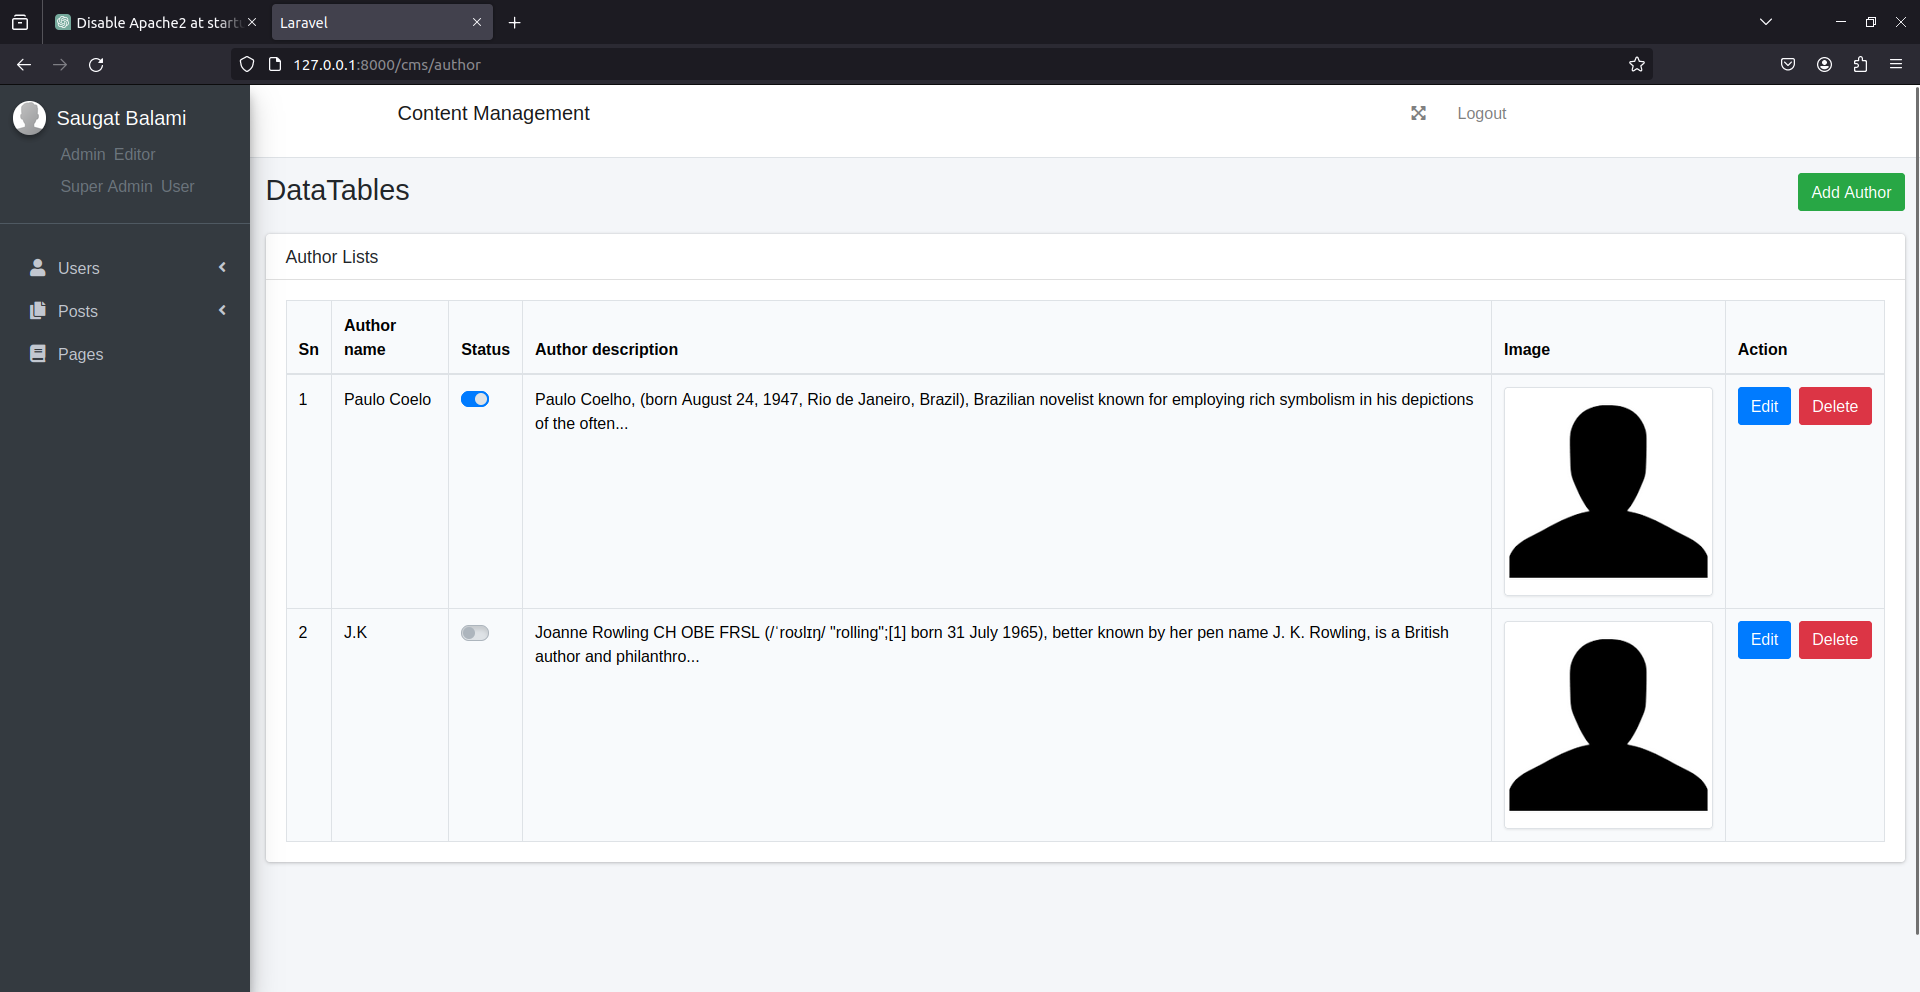 Disable Apache2 at start
Laravel
127.0.0.1:8000/cms/author
Saugat Balami
Admin Editor
Super Admin User
Users
Posts
Pages
Content Management
Logout
DataTables
Add Author
Author Lists
Sn
Author name
Status
Author description
Image
Action
1
Paulo Coelo
Paulo Coelho, (born August 24, 1947, Rio de Janeiro, Brazil), Brazilian novelist known for employing rich symbolism in his depictions
of the often...
Edit
Delete
2
J.K
Joanne Rowling CH OBE FRSL (/ˈroʊlɪŋ/ "rolling";[1] born 31 July 1965), better known by her pen name J. K. Rowling, is a British
author and philanthro...
Edit
Delete